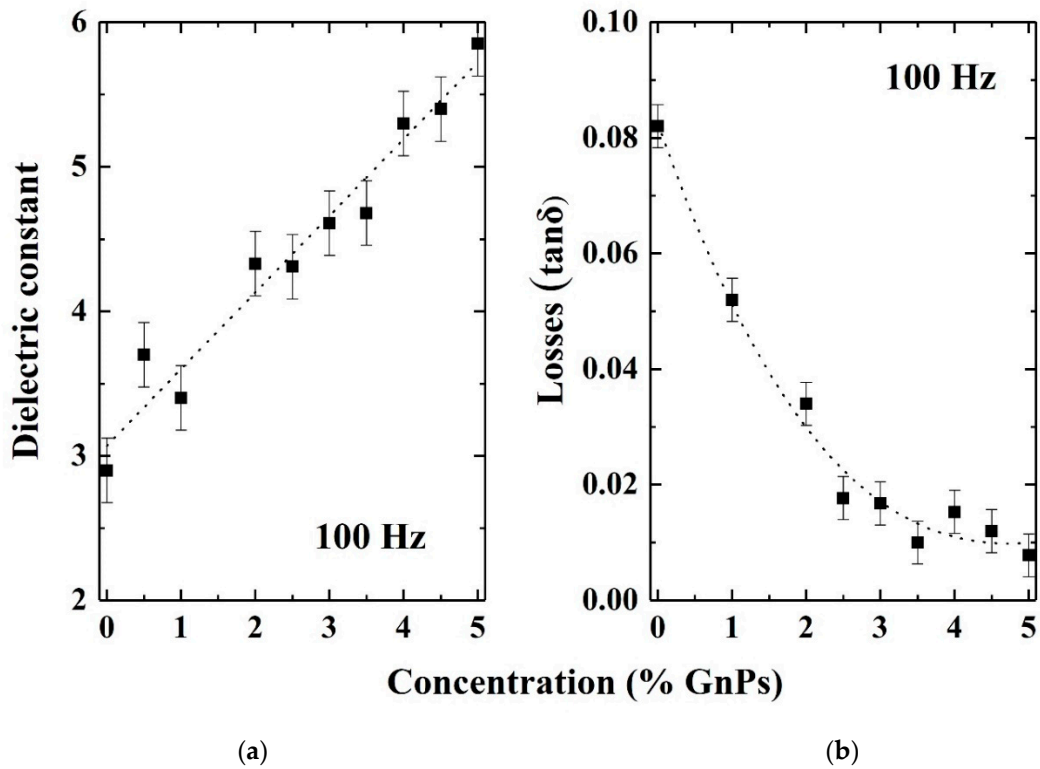 6
5
4
3
2
Dielectric constant
100 Hz
0 1 2 3 4 5
0.10
0.08
0.06
0.04
0.02
0.00
Losses (tanδ)
100 Hz
0 1 2 3 4 5
Concentration (% GnPs)
(a) (b)